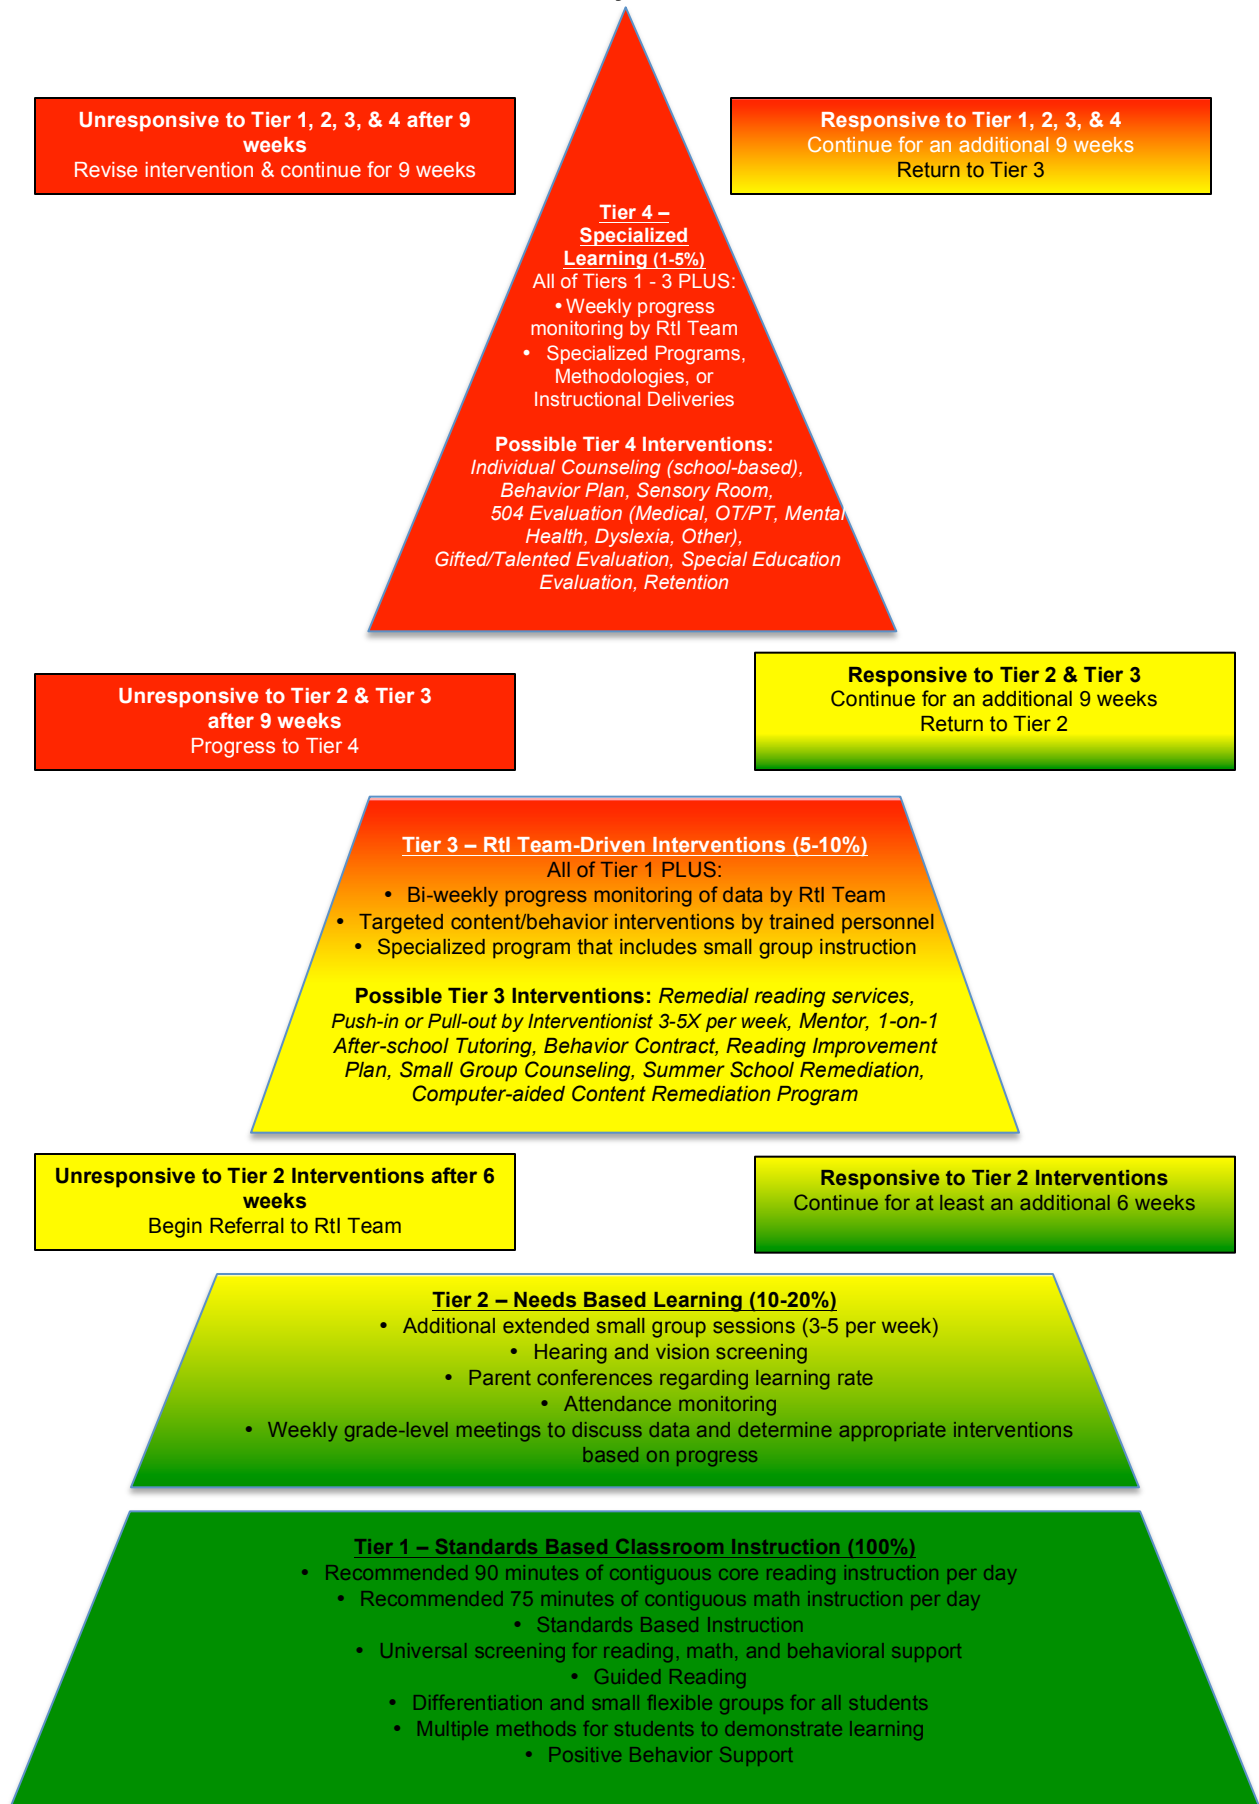 Unresponsive to Tier 1, 2, 3, & 4 after 9
weeks
Revise intervention & continue for 9 weeks
Responsive to Tier 1, 2, 3, & 4
Continue for an additional 9 weeks
Return to Tier 3
Tier 4 –
Specialized
Learning (1-5%)
All of Tiers 1 - 3 PLUS:
• Weekly progress
monitoring by RtI Team
• Specialized Programs,
Methodologies, or
Instructional Deliveries
Possible Tier 4 Interventions:
Individual Counseling (school-based),
Behavior Plan, Sensory Room,
504 Evaluation (Medical, OT/PT, Mental
Health, Dyslexia, Other),
Gifted/Talented Evaluation, Special Education
Evaluation, Retention
Unresponsive to Tier 2 & Tier 3
after 9 weeks
Progress to Tier 4
Responsive to Tier 2 & Tier 3
Continue for an additional 9 weeks
Return to Tier 2
Tier 3 – RtI Team-Driven Interventions (5-10%)
All of Tier 1 PLUS:
• Bi-weekly progress monitoring of data by RtI Team
• Targeted content/behavior interventions by trained personnel
• Specialized program that includes small group instruction
Possible Tier 3 Interventions: Remedial reading services,
Push-in or Pull-out by Interventionist 3-5X per week, Mentor, 1-on-1
After-school Tutoring, Behavior Contract, Reading Improvement
Plan, Small Group Counseling, Summer School Remediation,
Computer-aided Content Remediation Program
Unresponsive to Tier 2 Interventions after 6
weeks
Begin Referral to RtI Team
Responsive to Tier 2 Interventions
Continue for at least an additional 6 weeks
Tier 2 – Needs Based Learning (10-20%)
• Additional extended small group sessions (3-5 per week)
• Hearing and vision screening
• Parent conferences regarding learning rate
• Attendance monitoring
• Weekly grade-level meetings to discuss data and determine appropriate interventions
based on progress
Tier 1 – Standards Based Classroom Instruction (100%)
• Recommended 90 minutes of contiguous core reading instruction per day
• Recommended 75 minutes of contiguous math instruction per day
• Standards Based Instruction
• Universal screening for reading, math, and behavioral support
• Guided Reading
• Differentiation and small flexible groups for all students
• Multiple methods for students to demonstrate learning
• Positive Behavior Support